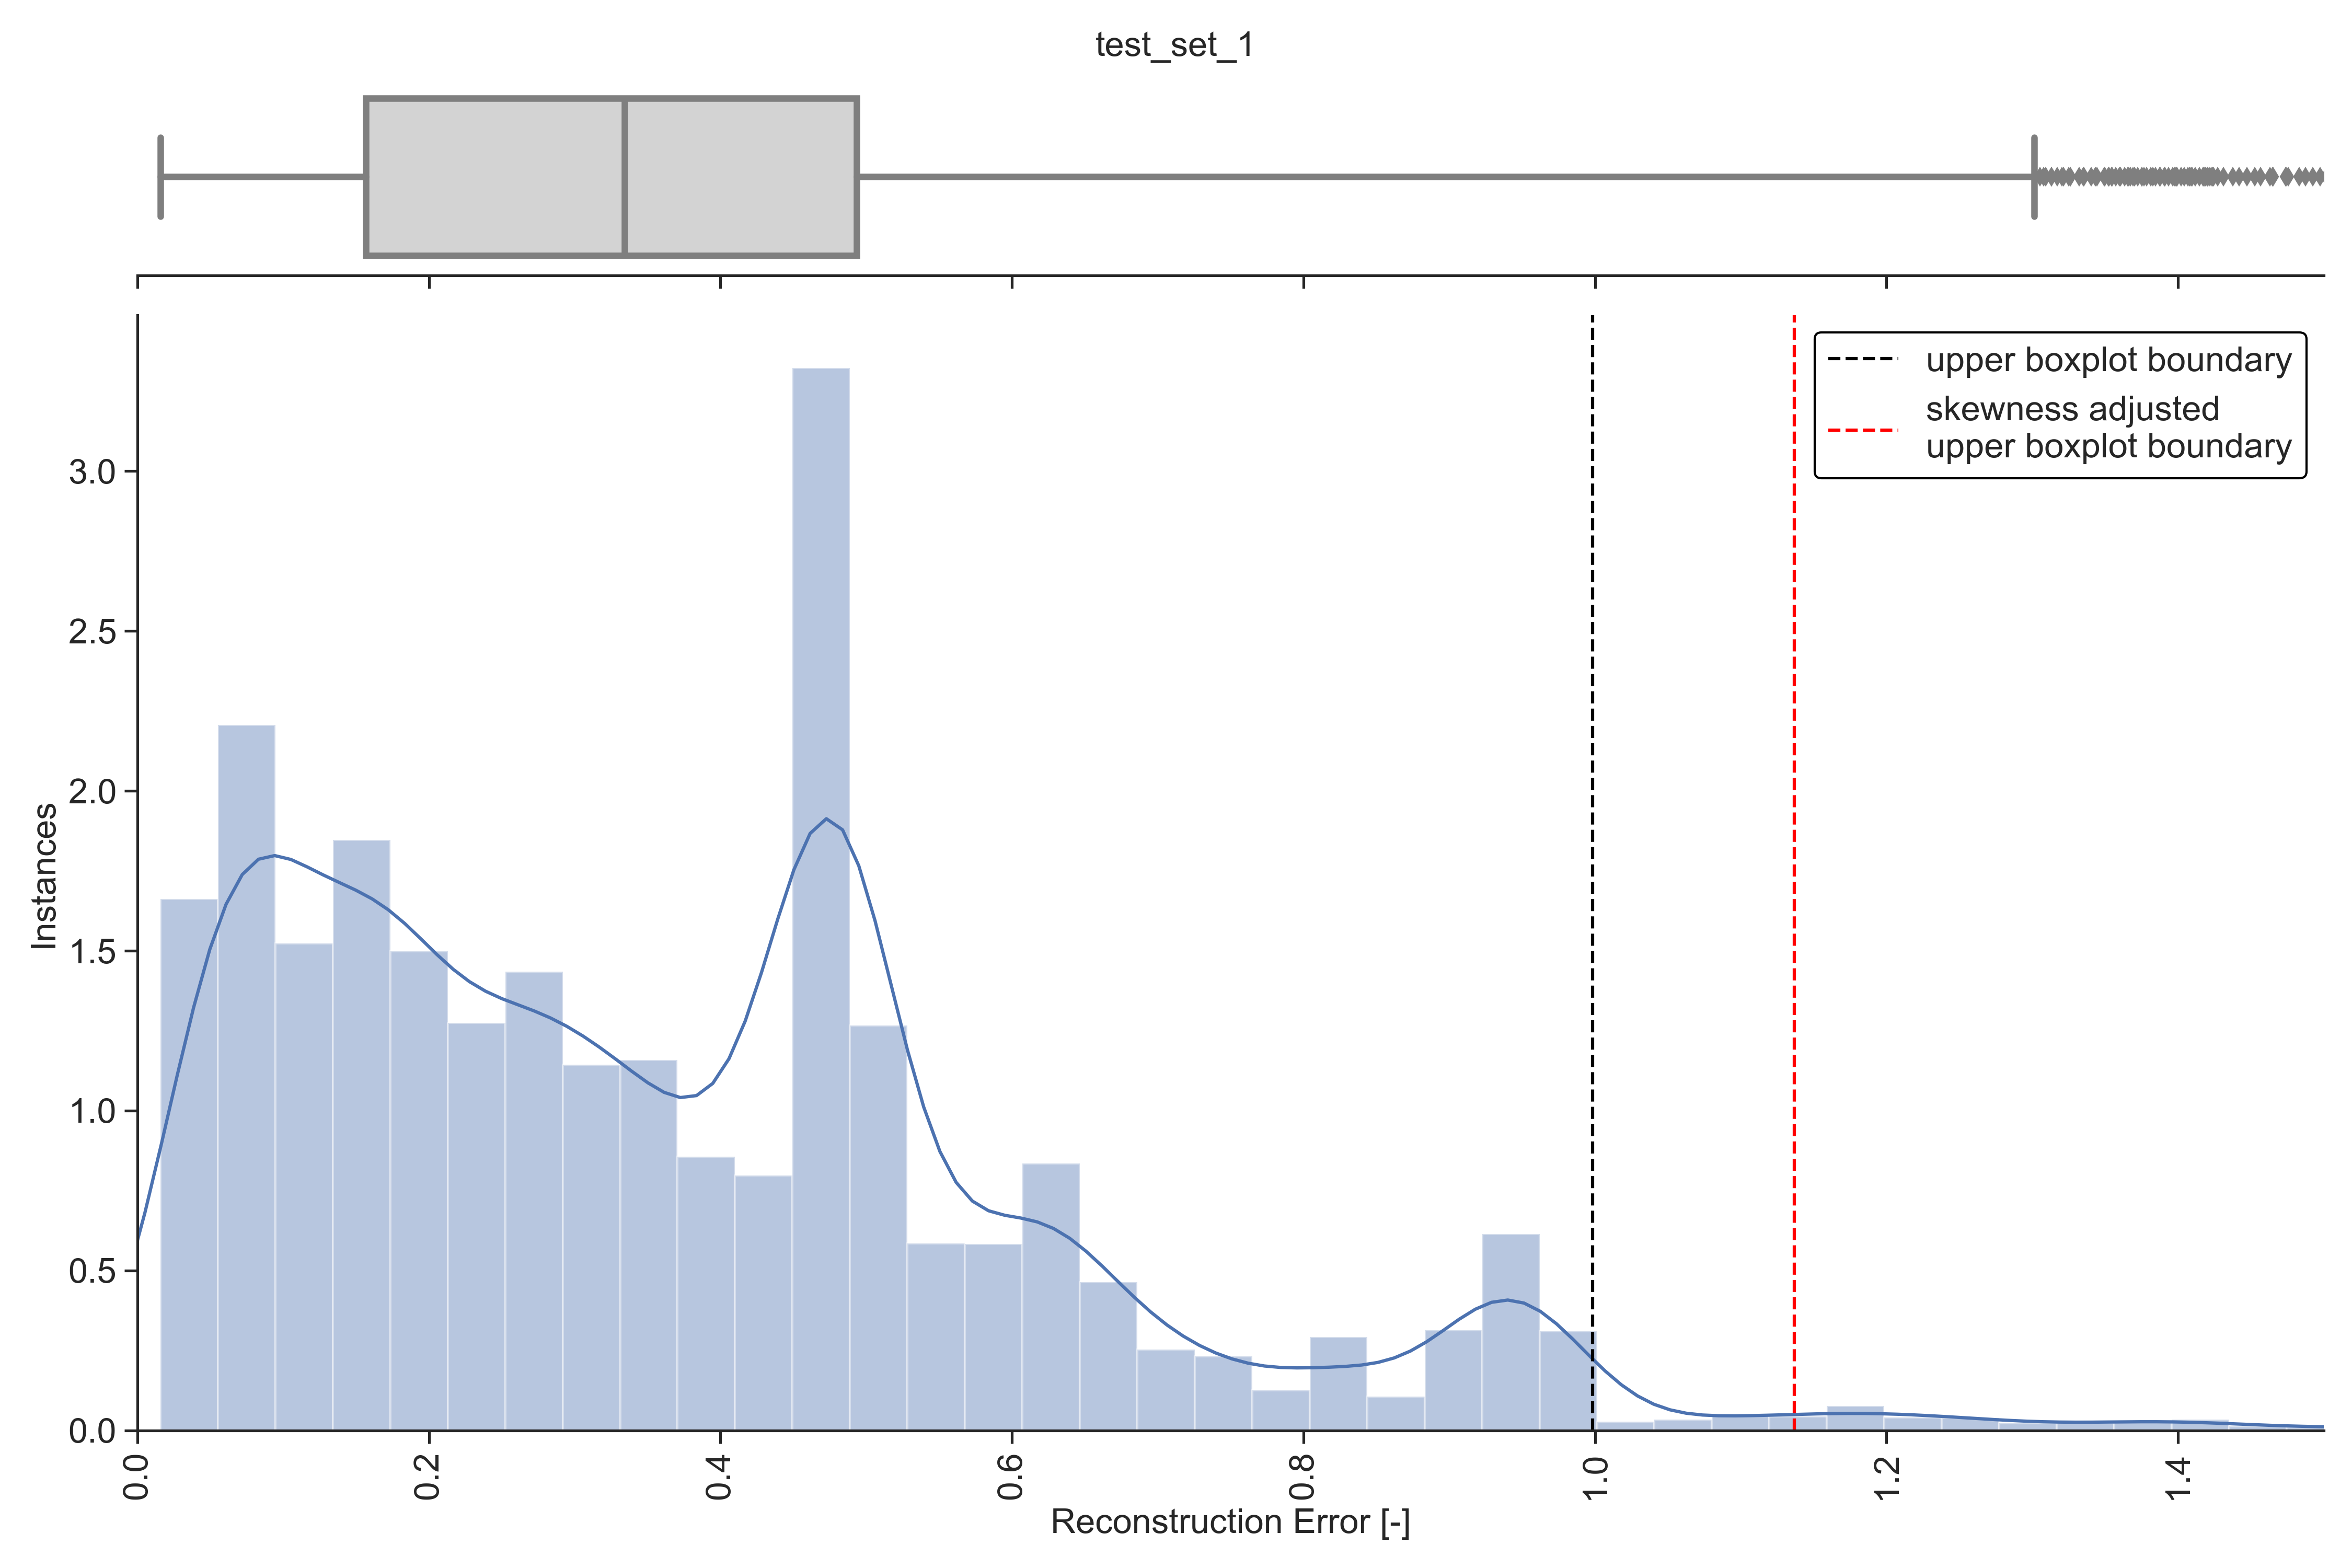 test_set_1
upper boxplot boundary
skewness adjusted
upper boxplot boundary
3.0
2.5
2.0
1.5
1.0
0.5
0.0
Instances
0.0 0.2 0.4 0.6 0.8 1.0 1.2 1.4
Reconstruction Error [-]